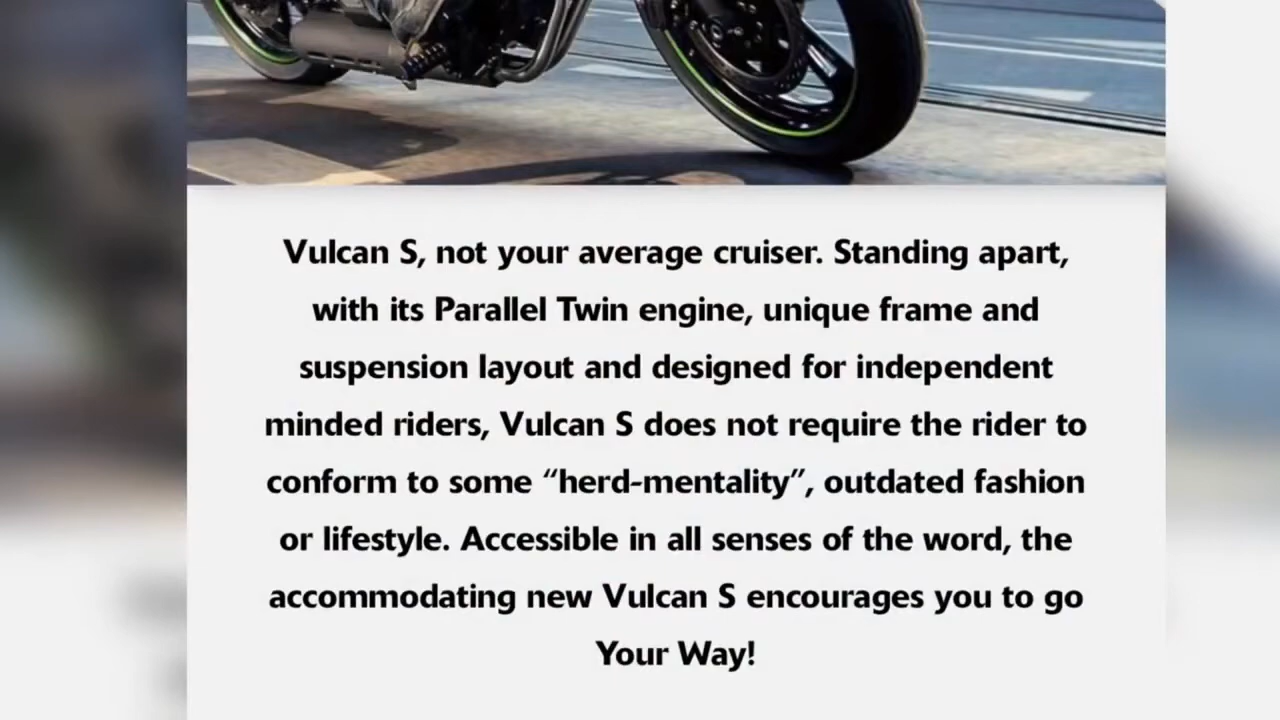 Vulcan S, not your average cruiser. Standing apart,
with its Parallel Twin engine, unique frame and
suspension layout and designed for independent
minded riders, Vulcan S does not require the rider to
conform to some “herd-mentality”, outdated fashion
or lifestyle. Accessible in all senses of the word, the
accommodating new Vulcan S encourages you to go
Your Way!